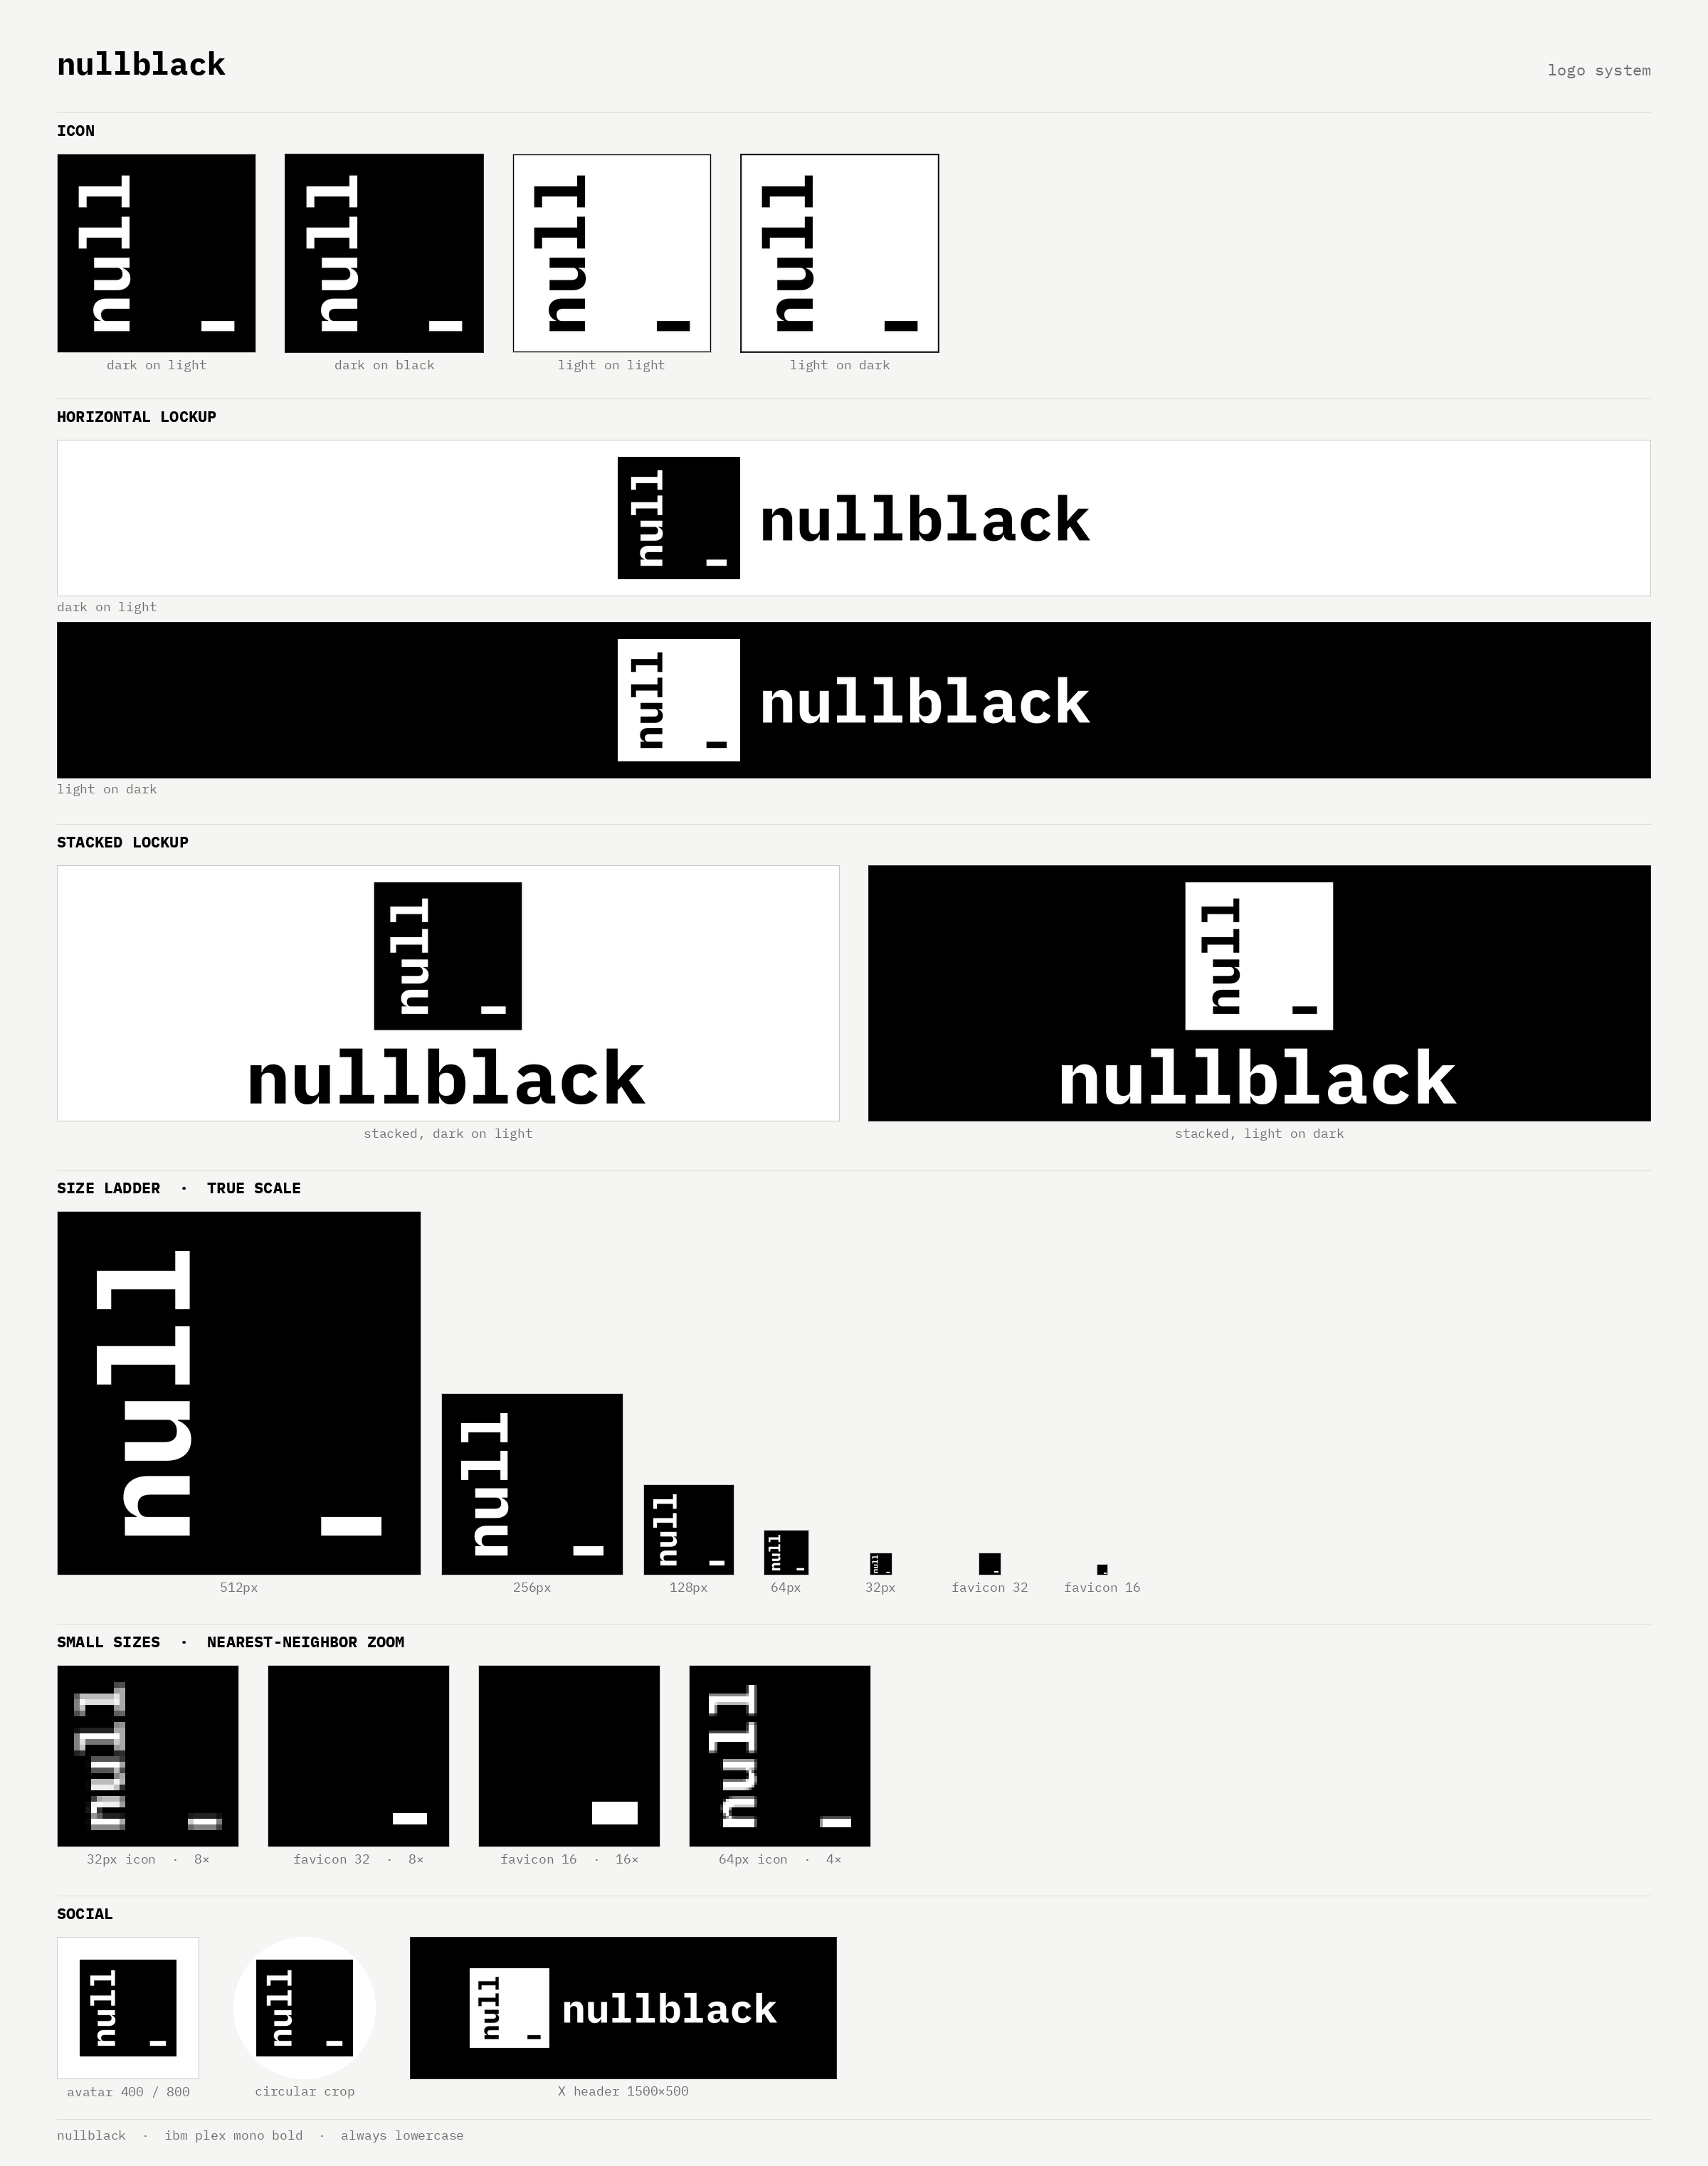 nullblack
logo system
ICON
null
null
null
null
dark on light
dark on black
light on light
light on dark
HORIZONTAL LOCKUP
null
nullblack
dark on light
null
nullblack
light on dark
STACKED LOCKUP
null
nullblack
null
nullblack
stacked, dark on light
stacked, light on dark
SIZE LADDER · TRUE SCALE
null
null
null
null
null
512px
256px
128px
64px
32px
favicon 32
favicon 16
SMALL SIZES · NEAREST-NEIGHBOR ZOOM
null
null
32px icon · 8×
favicon 32 · 8×
favicon 16 · 16×
64px icon · 4×
SOCIAL
null
null
null
nullblack
avatar 400 / 800
circular crop
X header 1500×500
nullblack · ibm plex mono bold · always lowercase